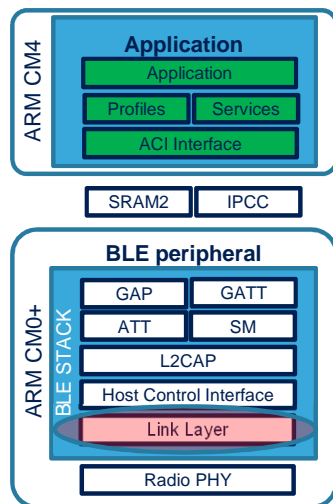 ARM CM4
Application
Application
Profiles
Services
ACI Interface
SRAM2
IPCC
ARM CM0+
BLE peripheral
BLE STACK
GAP
GATT
ATT
SM
L2CAP
Host Control Interface
Link Layer
Radio PHY